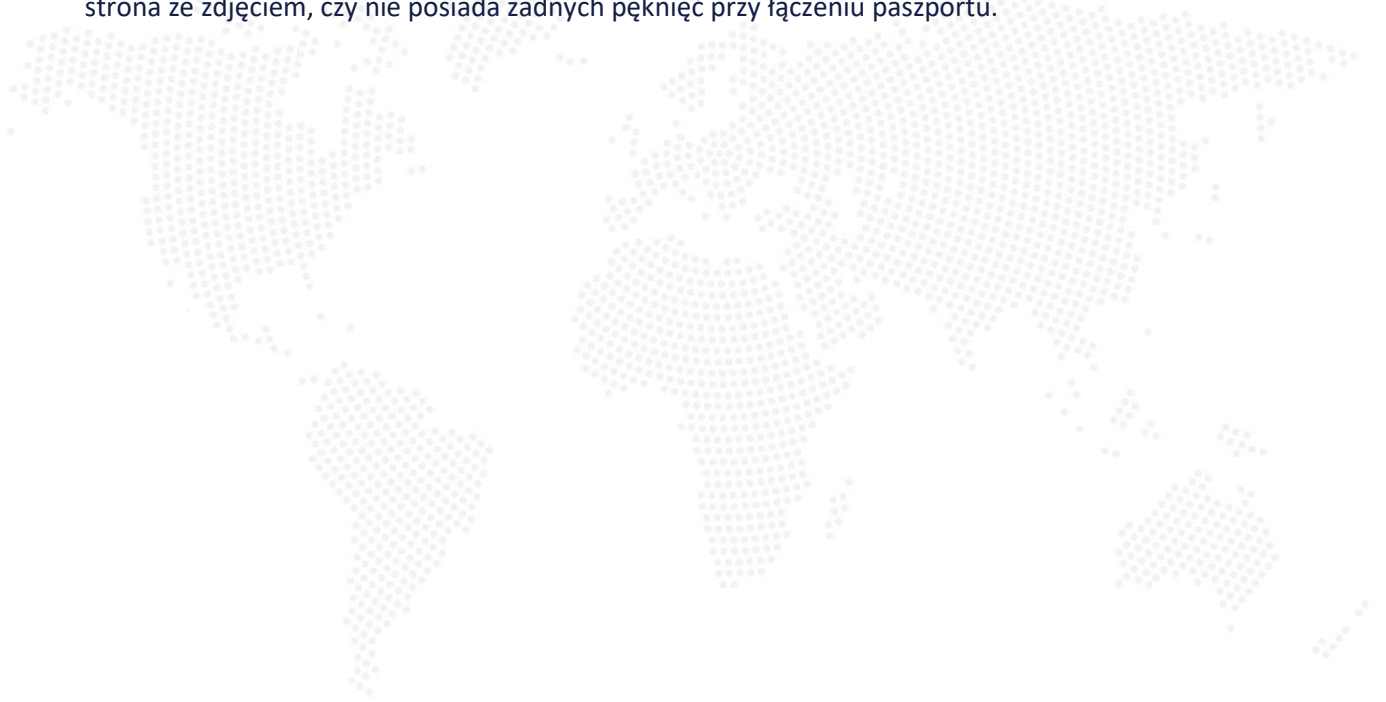 strona ze zdjęciem, czy nie posiada żadnych pęknięć przy łączeniu paszportu.